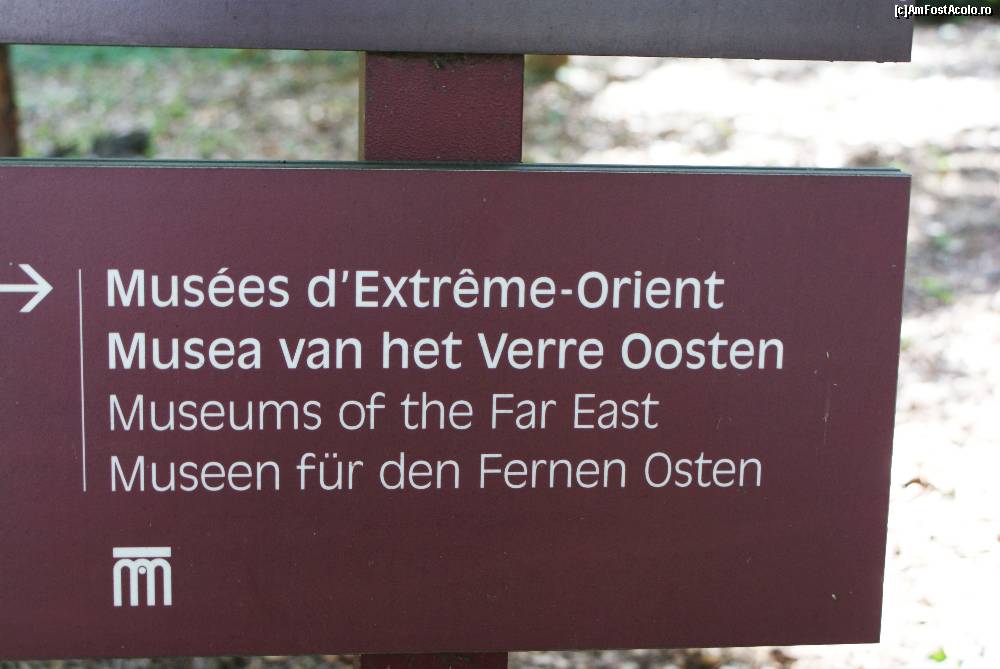 [c]AmFostAcolo.ro
Musées d'Extrême-Orient
Musea van het Verre Oosten
Museums of the Far East
Museen für den Fernen Osten